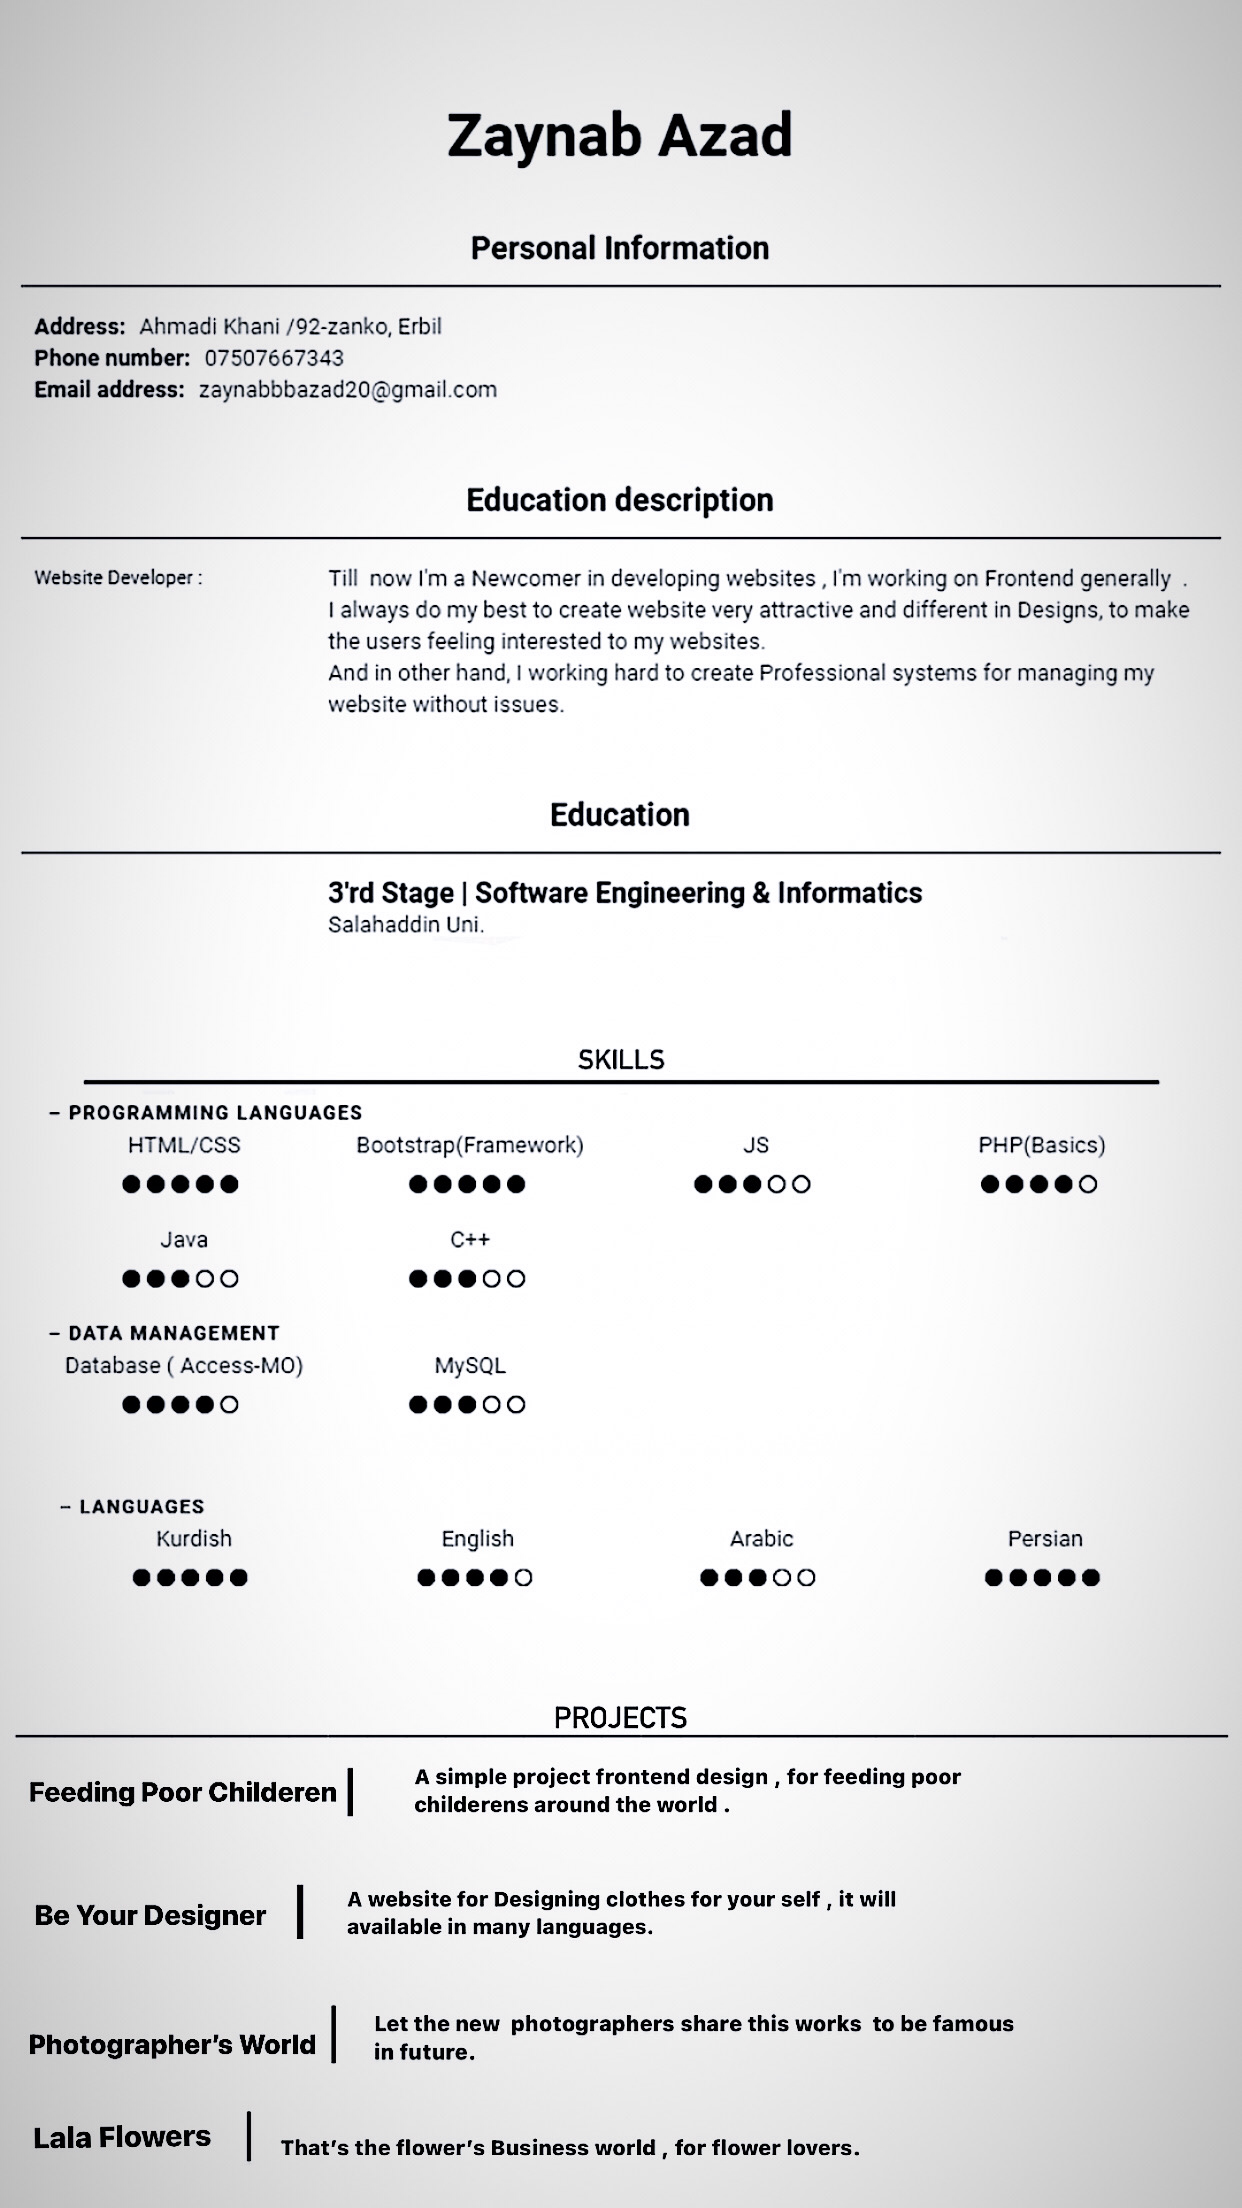 Zaynab Azad
Personal Information
Address: Ahmadi Khani /92-zanko, Erbil
Phone number: 07507667343
Email address: zaynabbbazad20@gmail.com
Education description
Website Developer :
Till now I'm a Newcomer in developing websites , I'm working on Frontend generally .
I always do my best to create website very attractive and different in Designs, to make
the users feeling interested to my websites.
And in other hand, I working hard to create Professional systems for managing my
website without issues.
Education
3'rd Stage | Software Engineering & Informatics
Salahaddin Uni.
SKILLS
– PROGRAMMING LANGUAGES
HTML/CSS Bootstrap(Framework) JS PHP(Basics)
Java C++
– DATA MANAGEMENT
Database ( Access-MO) MySQL
– LANGUAGES
Kurdish English Arabic Persian
PROJECTS
Feeding Poor Childeren |
A simple project frontend design , for feeding poor
childerens around the world .
Be Your Designer |
A website for Designing clothes for your self , it will
available in many languages.
Photographer's World |
Let the new photographers share this works to be famous
in future.
Lala Flowers |
That's the flower's Business world , for flower lovers.